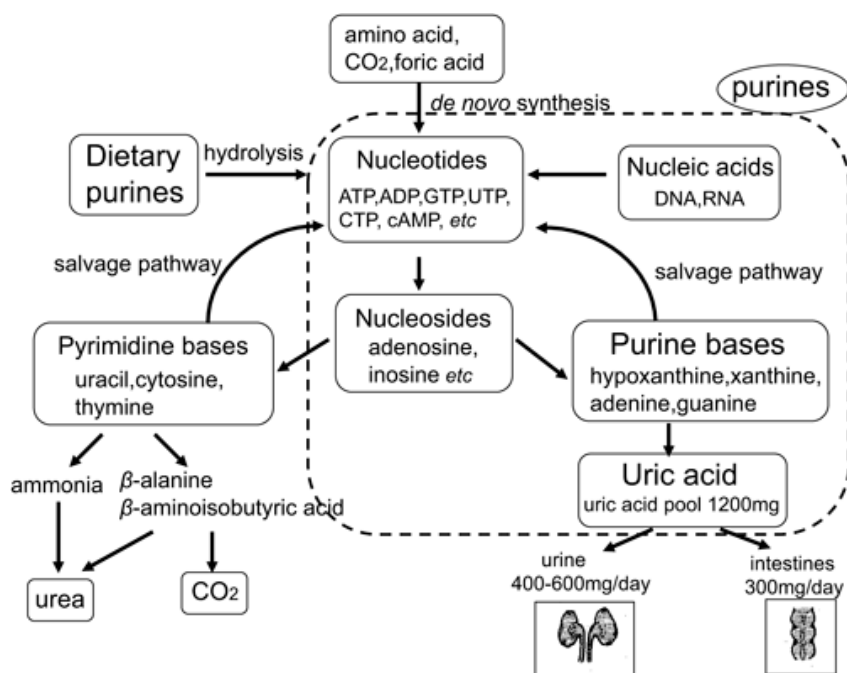 amino acid,
CO2,foric acid
purines
de novo synthesis
Dietary
purines
hydrolysis
Nucleotides
ATP,ADP,GTP,UTP,
CTP, cAMP, etc
Nucleic acids
DNA,RNA
salvage pathway
salvage pathway
Pyrimidine bases
uracil,cytosine,
thymine
Nucleosides
adenosine,
inosine etc
Purine bases
hypoxanthine,xanthine,
adenine,guanine
ammonia
β-alanine
β-aminoisobutyric acid
Uric acid
uric acid pool 1200mg
urea
CO2
urine
400-600mg/day
intestines
300mg/day